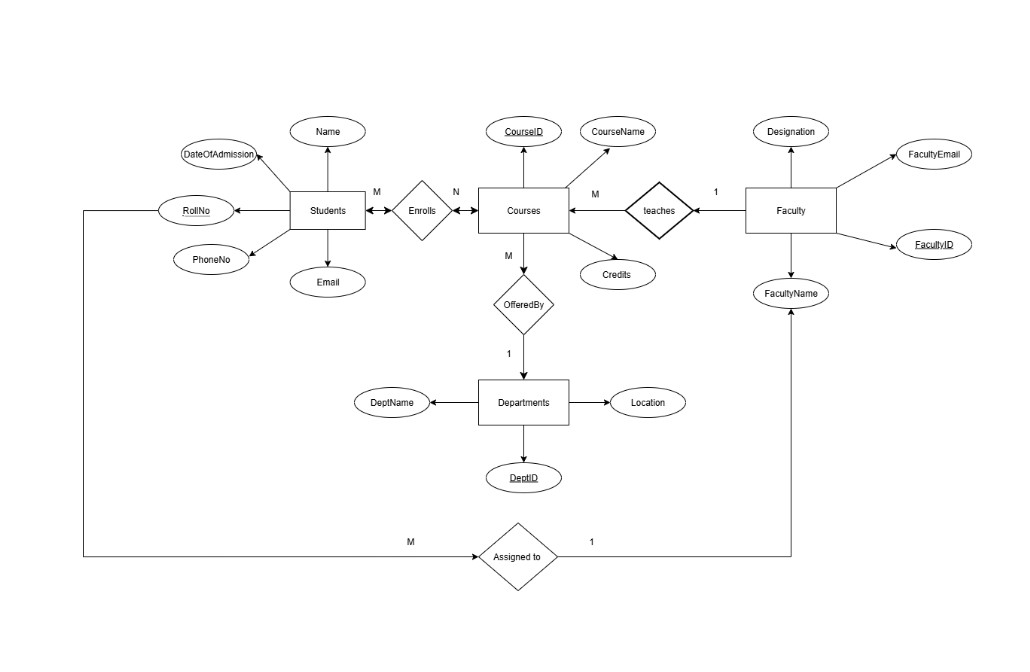 Name
CourseID
CourseName
Designation
DateOfAdmission
FacultyEmail
M
N
M
1
RollNo
Students
Enrolls
Courses
teaches
Faculty
FacultyID
PhoneNo
M
Email
Credits
FacultyName
OfferedBy
1
DeptName
Departments
Location
DeptID
M
1
Assigned to